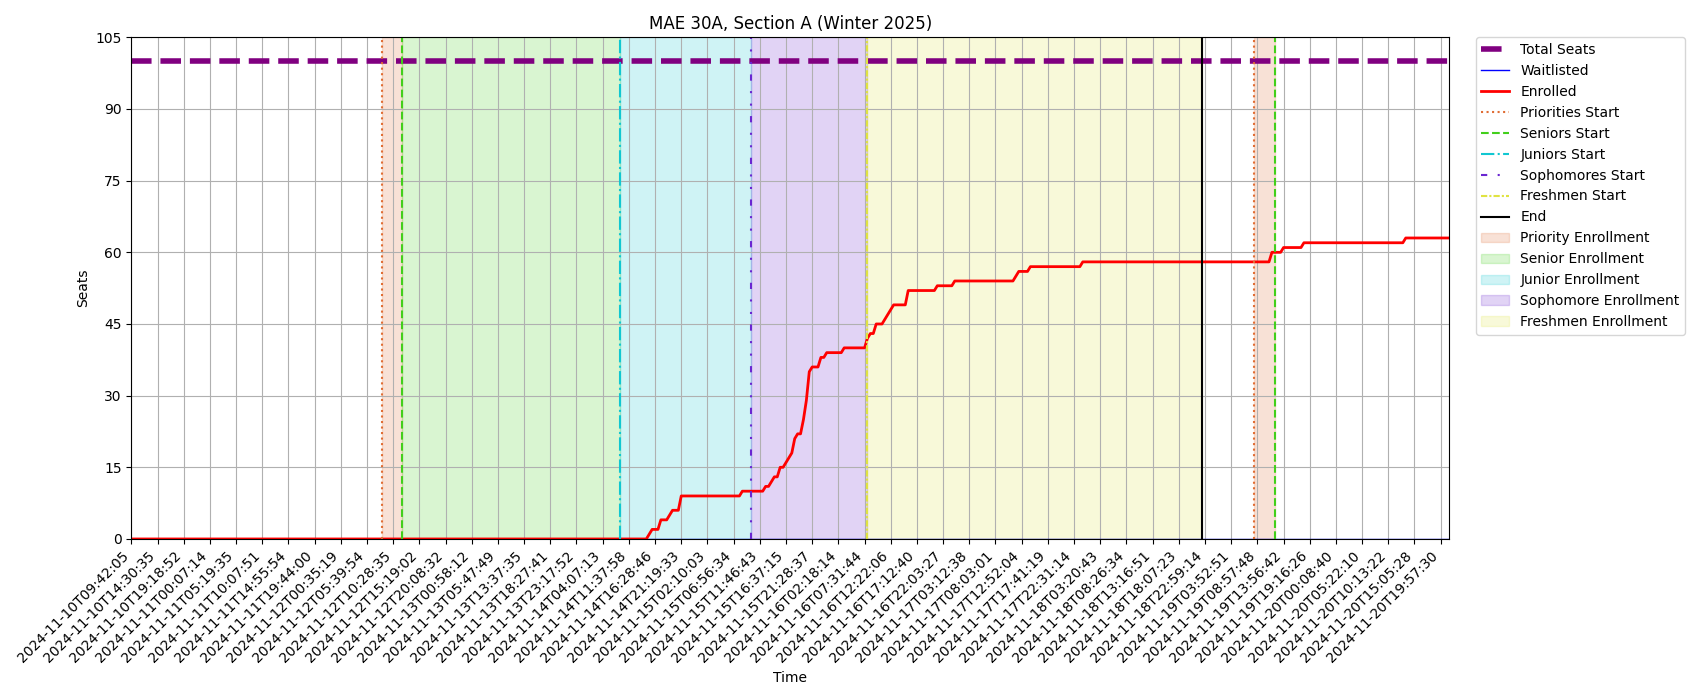 MAE 30A, Section A (Winter 2025)
105
90
75
60
45
30
15
0
Seats
2024-11-10T09:42:05
2024-11-10T14:30:35
2024-11-10T19:18:52
2024-11-11T00:07:14
2024-11-11T05:19:35
2024-11-11T10:07:51
2024-11-11T14:55:54
2024-11-11T19:44:00
2024-11-12T00:35:19
2024-11-12T05:39:54
2024-11-12T10:28:35
2024-11-12T15:19:02
2024-11-12T20:08:32
2024-11-13T00:58:12
2024-11-13T05:47:49
2024-11-13T13:37:35
2024-11-13T18:27:41
2024-11-13T23:17:52
2024-11-14T04:07:13
2024-11-14T11:37:58
2024-11-14T16:28:46
2024-11-14T21:19:33
2024-11-15T02:10:03
2024-11-15T06:56:34
2024-11-15T11:46:43
2024-11-15T16:37:15
2024-11-15T21:28:37
2024-11-16T02:18:14
2024-11-16T07:31:44
2024-11-16T12:22:06
2024-11-16T17:12:40
2024-11-16T22:03:27
2024-11-17T03:12:38
2024-11-17T08:03:01
2024-11-17T12:52:04
2024-11-17T17:41:19
2024-11-17T22:31:14
2024-11-18T03:20:43
2024-11-18T08:26:34
2024-11-18T13:16:51
2024-11-18T18:07:23
2024-11-18T22:59:14
2024-11-19T03:52:51
2024-11-19T08:57:48
2024-11-19T13:56:42
2024-11-19T19:16:26
2024-11-20T00:08:40
2024-11-20T05:22:10
2024-11-20T10:13:22
2024-11-20T15:05:28
2024-11-20T19:57:30
Time
Total Seats
Waitlisted
Enrolled
Priorities Start
Seniors Start
Juniors Start
Sophomores Start
Freshmen Start
End
Priority Enrollment
Senior Enrollment
Junior Enrollment
Sophomore Enrollment
Freshmen Enrollment